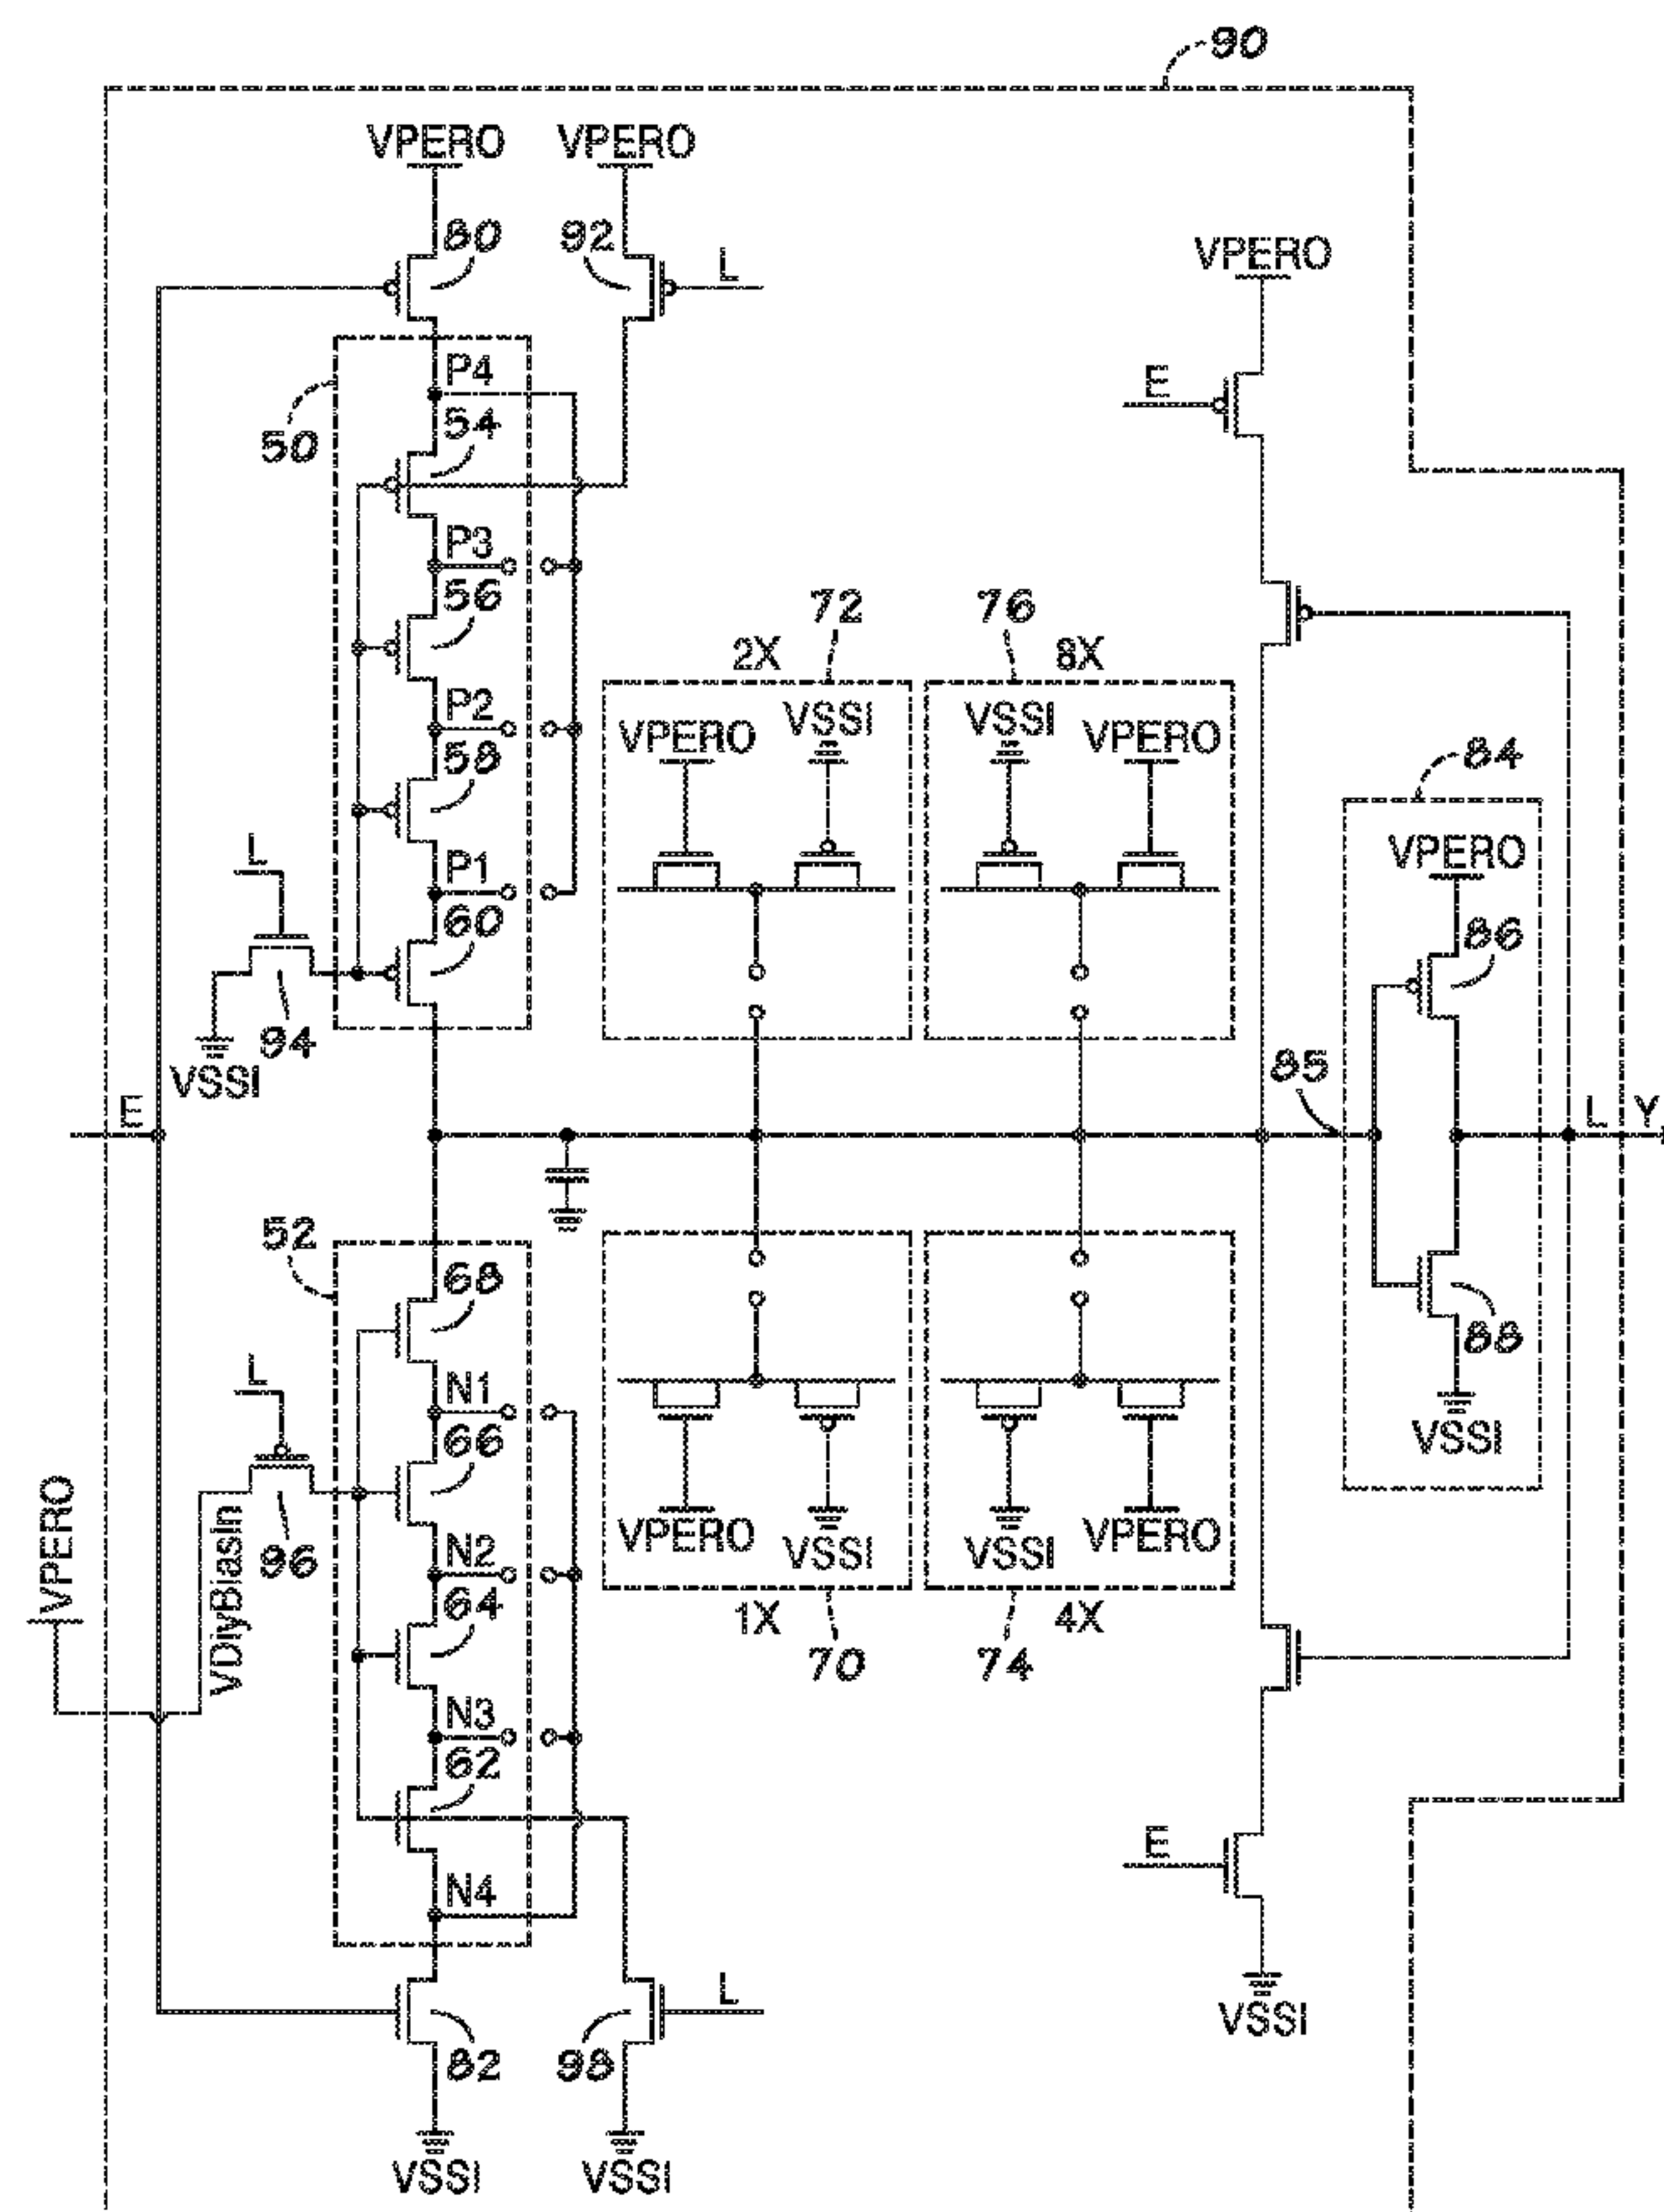 90
VPERO VPERO
80 92 L
VPERO
P4
54
50
E
P3
56
72 76
2X 8X
P2
VPERO VSSI VSSI VPERO
58
84
VPERO
L
P1
60
86
94
VSSI
85
E
L Y
52
68
88
L
N1
66
VSSI
VPERO
VDlyBiasIn
96
N2
VPERO VSSI VSSI VPERO
64
1X 4X
70 74
N3
62
E
N4
L
VSSI
82 98
VSSI VSSI